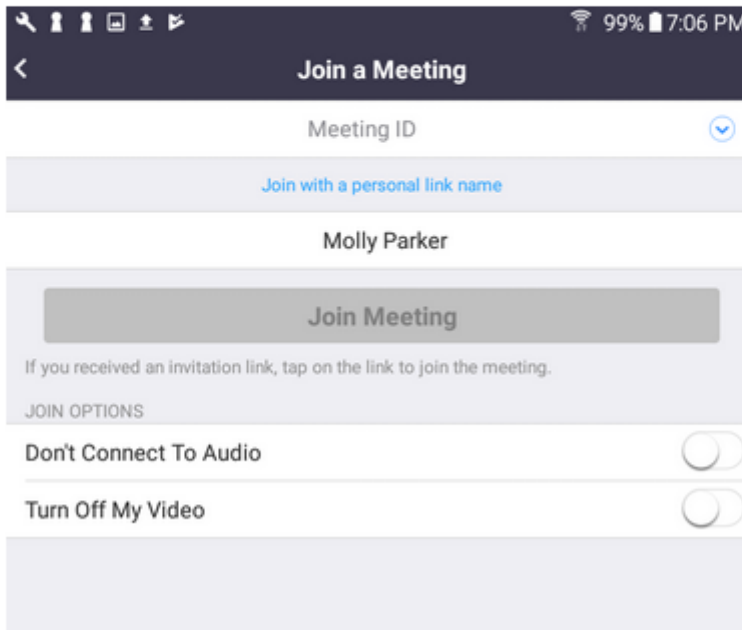 99% 7:06 PM
Join a Meeting
Meeting ID
Join with a personal link name
Molly Parker
Join Meeting
If you received an invitation link, tap on the link to join the meeting.
JOIN OPTIONS
Don't Connect To Audio
Turn Off My Video